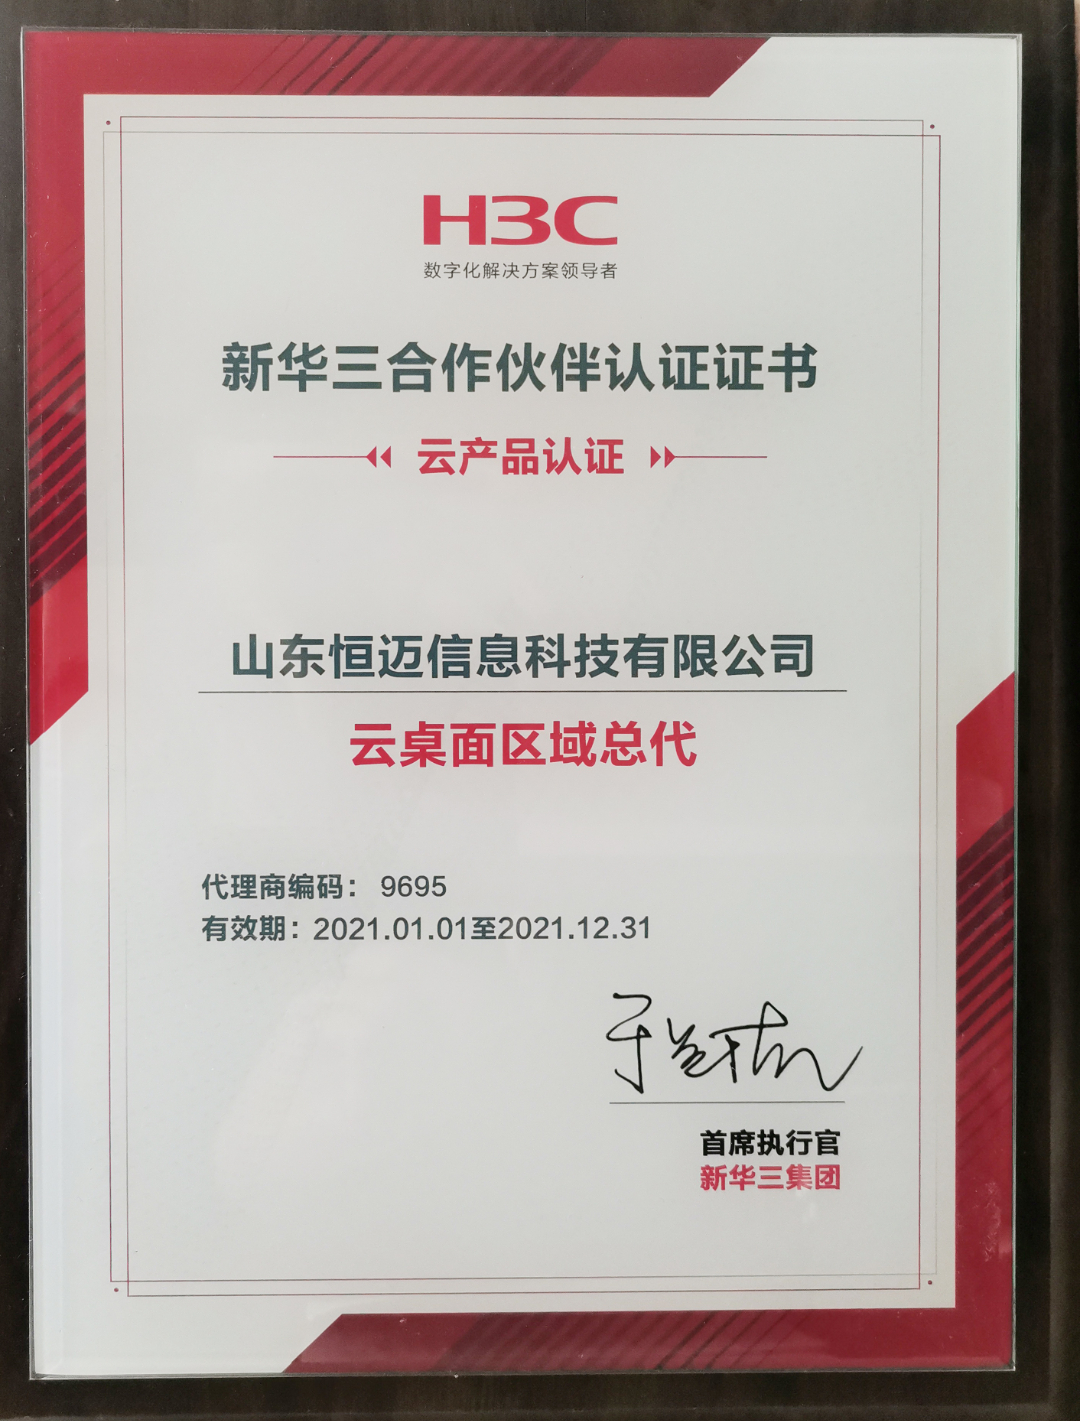 H3C
数字化解决方案领导者
新华三合作伙伴认证证书
云产品认证
山东恒迈信息科技有限公司
云桌面区域总代
代理商编码： 9695
有效期：2021.01.01至2021.12.31
首席执行官
新华三集团